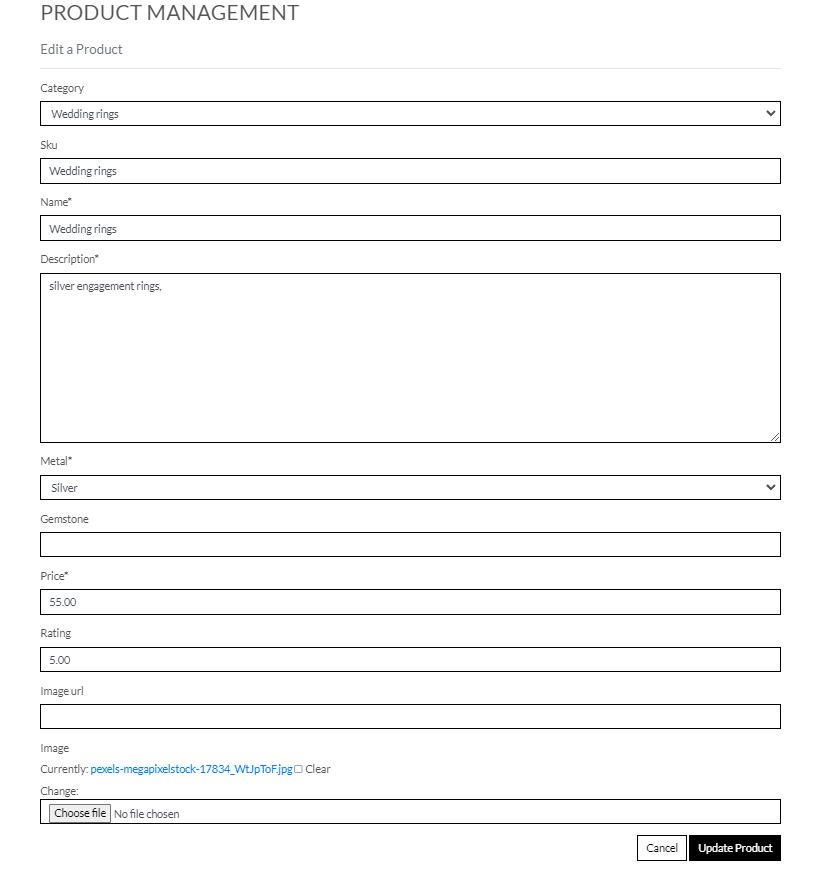 PRODUCT MANAGEMENT
Edit a Product
Category
Wedding rings
Sku
Wedding rings
Name*
Wedding rings
Description*
silver engagement rings,
Metal*
Silver
Gemstone
Price*
55.00
Rating
5.00
Image url
Image
Currently: pexels-megapixelstock-17834_WtJpToF.jpg Clear
Change:
Choose file No file chosen
Cancel Update Product